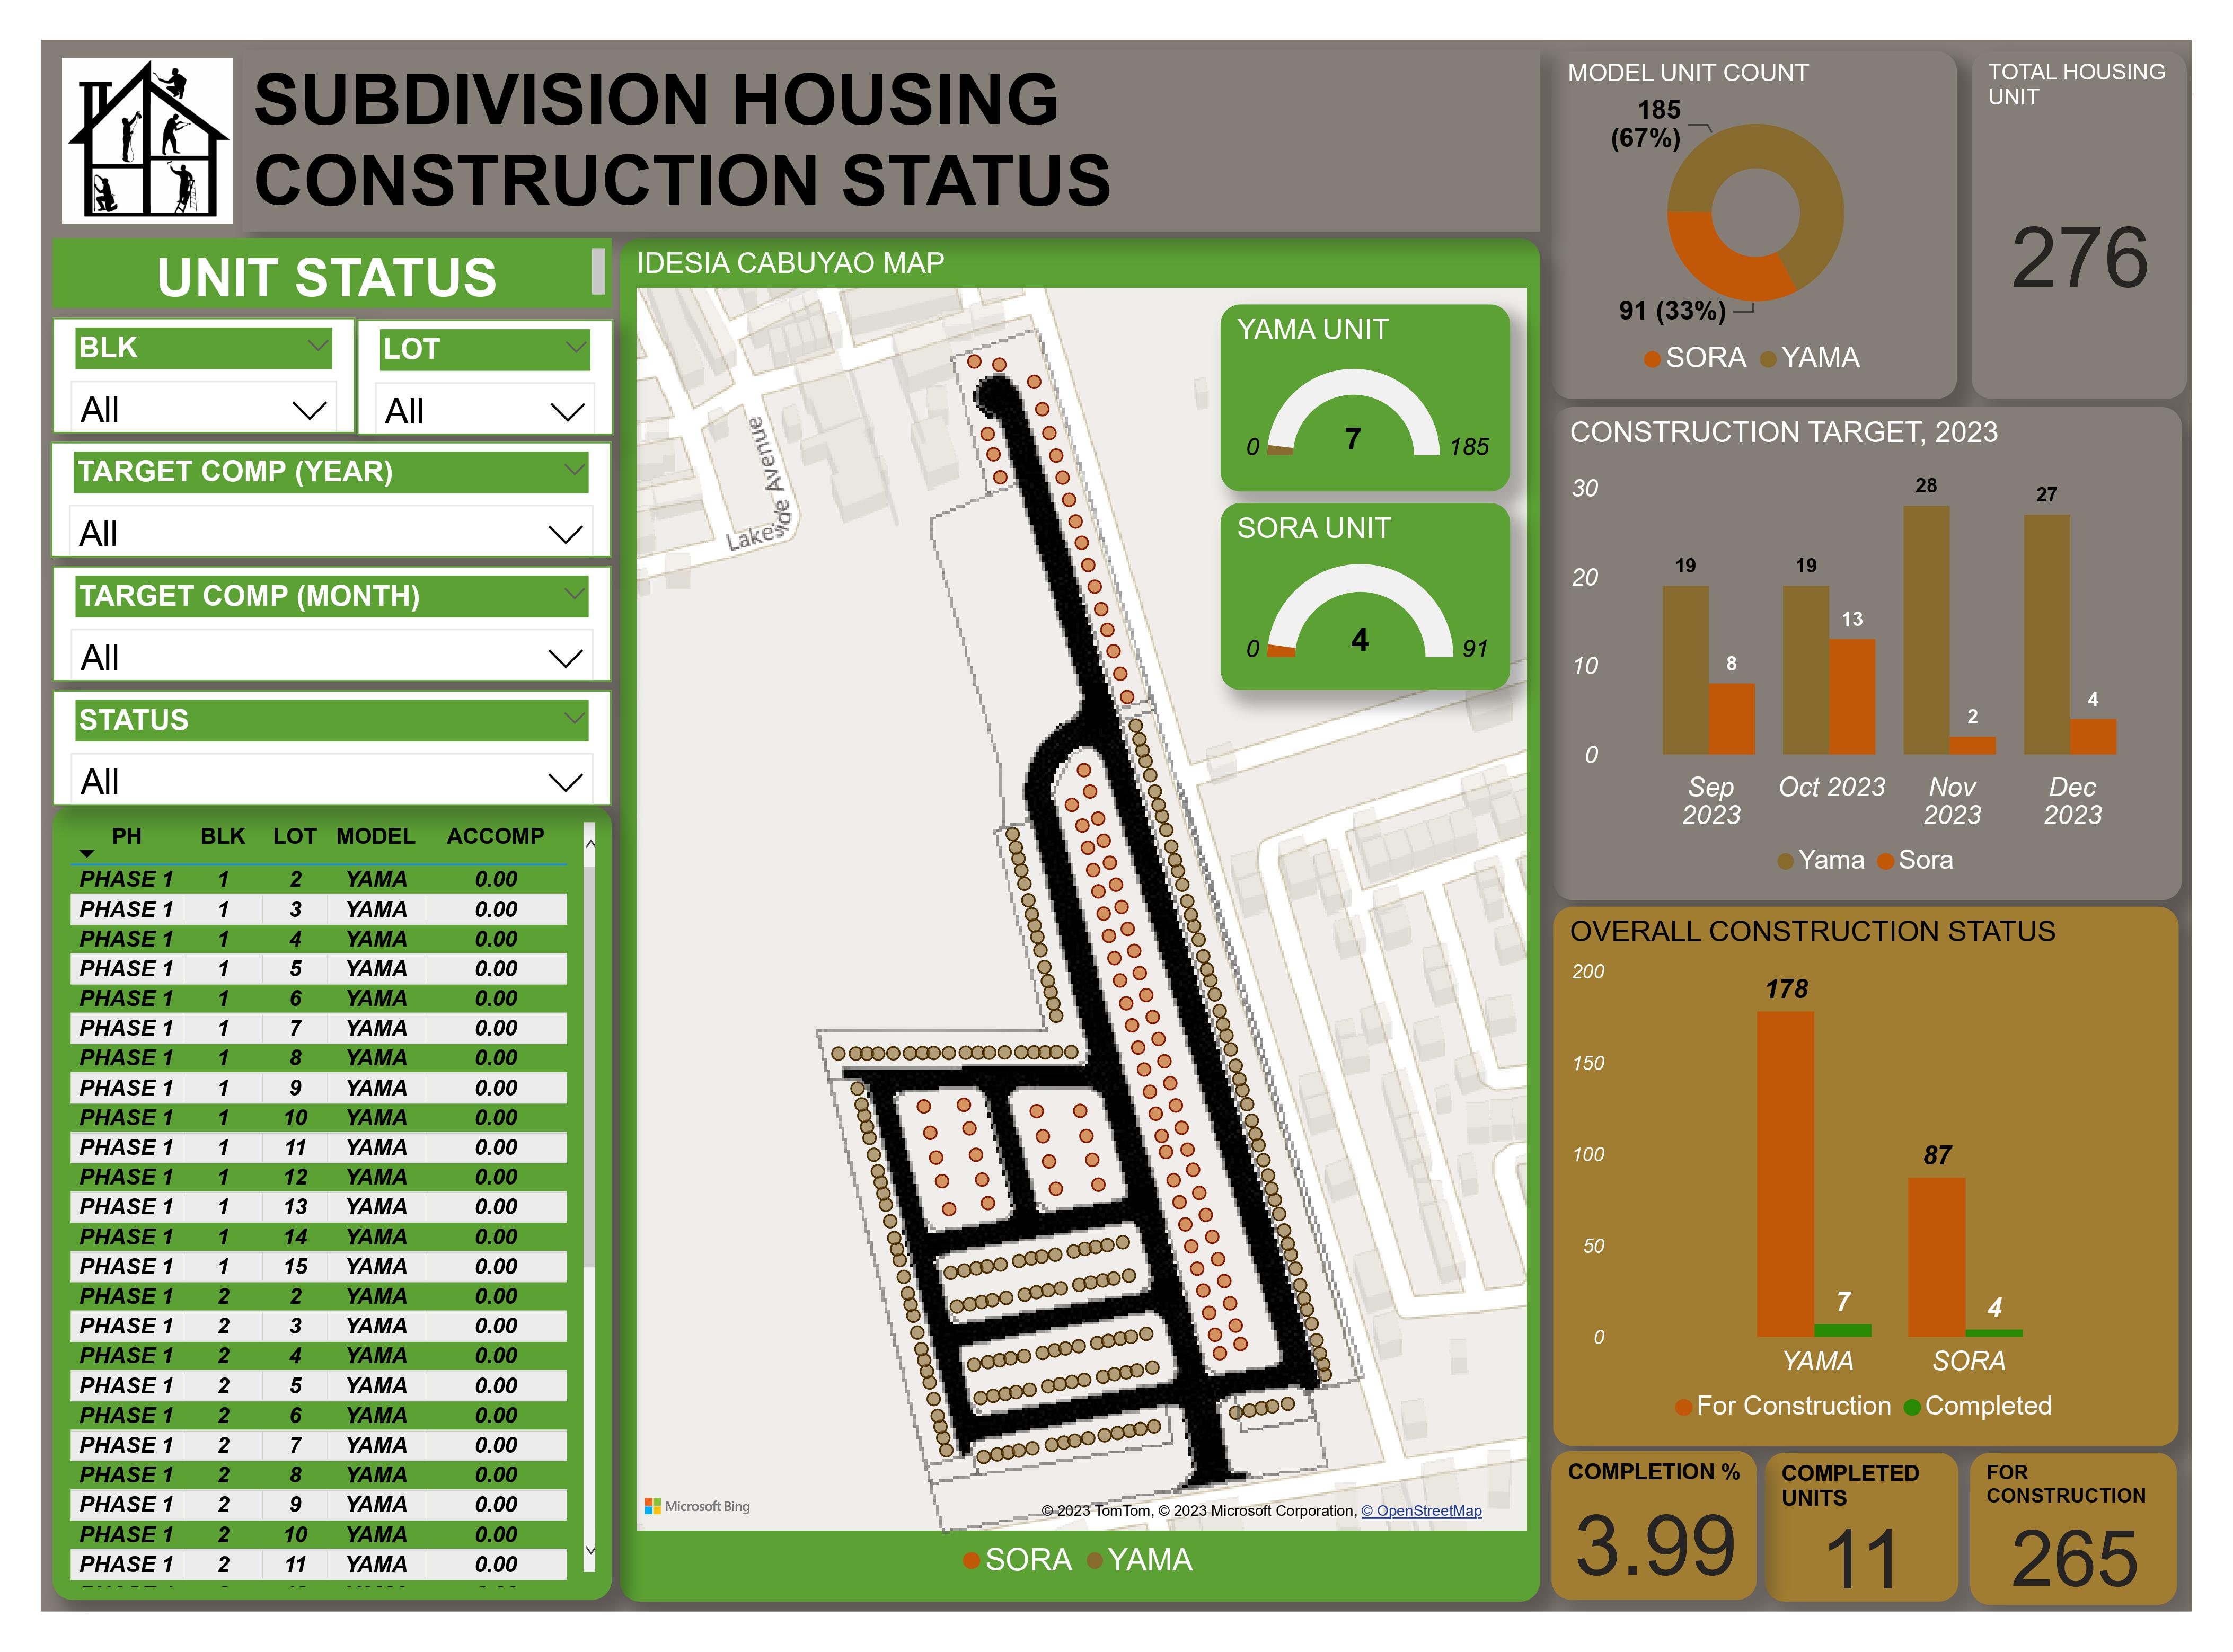 SUBDIVISION HOUSING
CONSTRUCTION STATUS
UNIT STATUS
BLK
All
LOT
All
TARGET COMP (YEAR)
All
TARGET COMP (MONTH)
All
STATUS
All
PH BLK LOT MODEL ACCOMP
PHASE 1 1 2 YAMA 0.00
PHASE 1 1 3 YAMA 0.00
PHASE 1 1 4 YAMA 0.00
PHASE 1 1 5 YAMA 0.00
PHASE 1 1 6 YAMA 0.00
PHASE 1 1 7 YAMA 0.00
PHASE 1 1 8 YAMA 0.00
PHASE 1 1 9 YAMA 0.00
PHASE 1 1 10 YAMA 0.00
PHASE 1 1 11 YAMA 0.00
PHASE 1 1 12 YAMA 0.00
PHASE 1 1 13 YAMA 0.00
PHASE 1 1 14 YAMA 0.00
PHASE 1 1 15 YAMA 0.00
PHASE 1 2 2 YAMA 0.00
PHASE 1 2 3 YAMA 0.00
PHASE 1 2 4 YAMA 0.00
PHASE 1 2 5 YAMA 0.00
PHASE 1 2 6 YAMA 0.00
PHASE 1 2 7 YAMA 0.00
PHASE 1 2 8 YAMA 0.00
PHASE 1 2 9 YAMA 0.00
PHASE 1 2 10 YAMA 0.00
PHASE 1 2 11 YAMA 0.00
IDESIA CABUYAO MAP
Lakeside Avenue
YAMA UNIT
0 7 185
SORA UNIT
0 4 91
Microsoft Bing
© 2023 TomTom, © 2023 Microsoft Corporation, © OpenStreetMap
SORA YAMA
MODEL UNIT COUNT
185
(67%)
91 (33%)
SORA YAMA
TOTAL HOUSING
UNIT
276
CONSTRUCTION TARGET, 2023
30
20
10
0
19
8
19
13
28
2
27
4
Sep
2023
Oct 2023
Nov
2023
Dec
2023
Yama Sora
OVERALL CONSTRUCTION STATUS
200
150
100
50
0
178
7
87
4
YAMA SORA
For Construction Completed
COMPLETION %
3.99
COMPLETED
UNITS
11
FOR
CONSTRUCTION
265